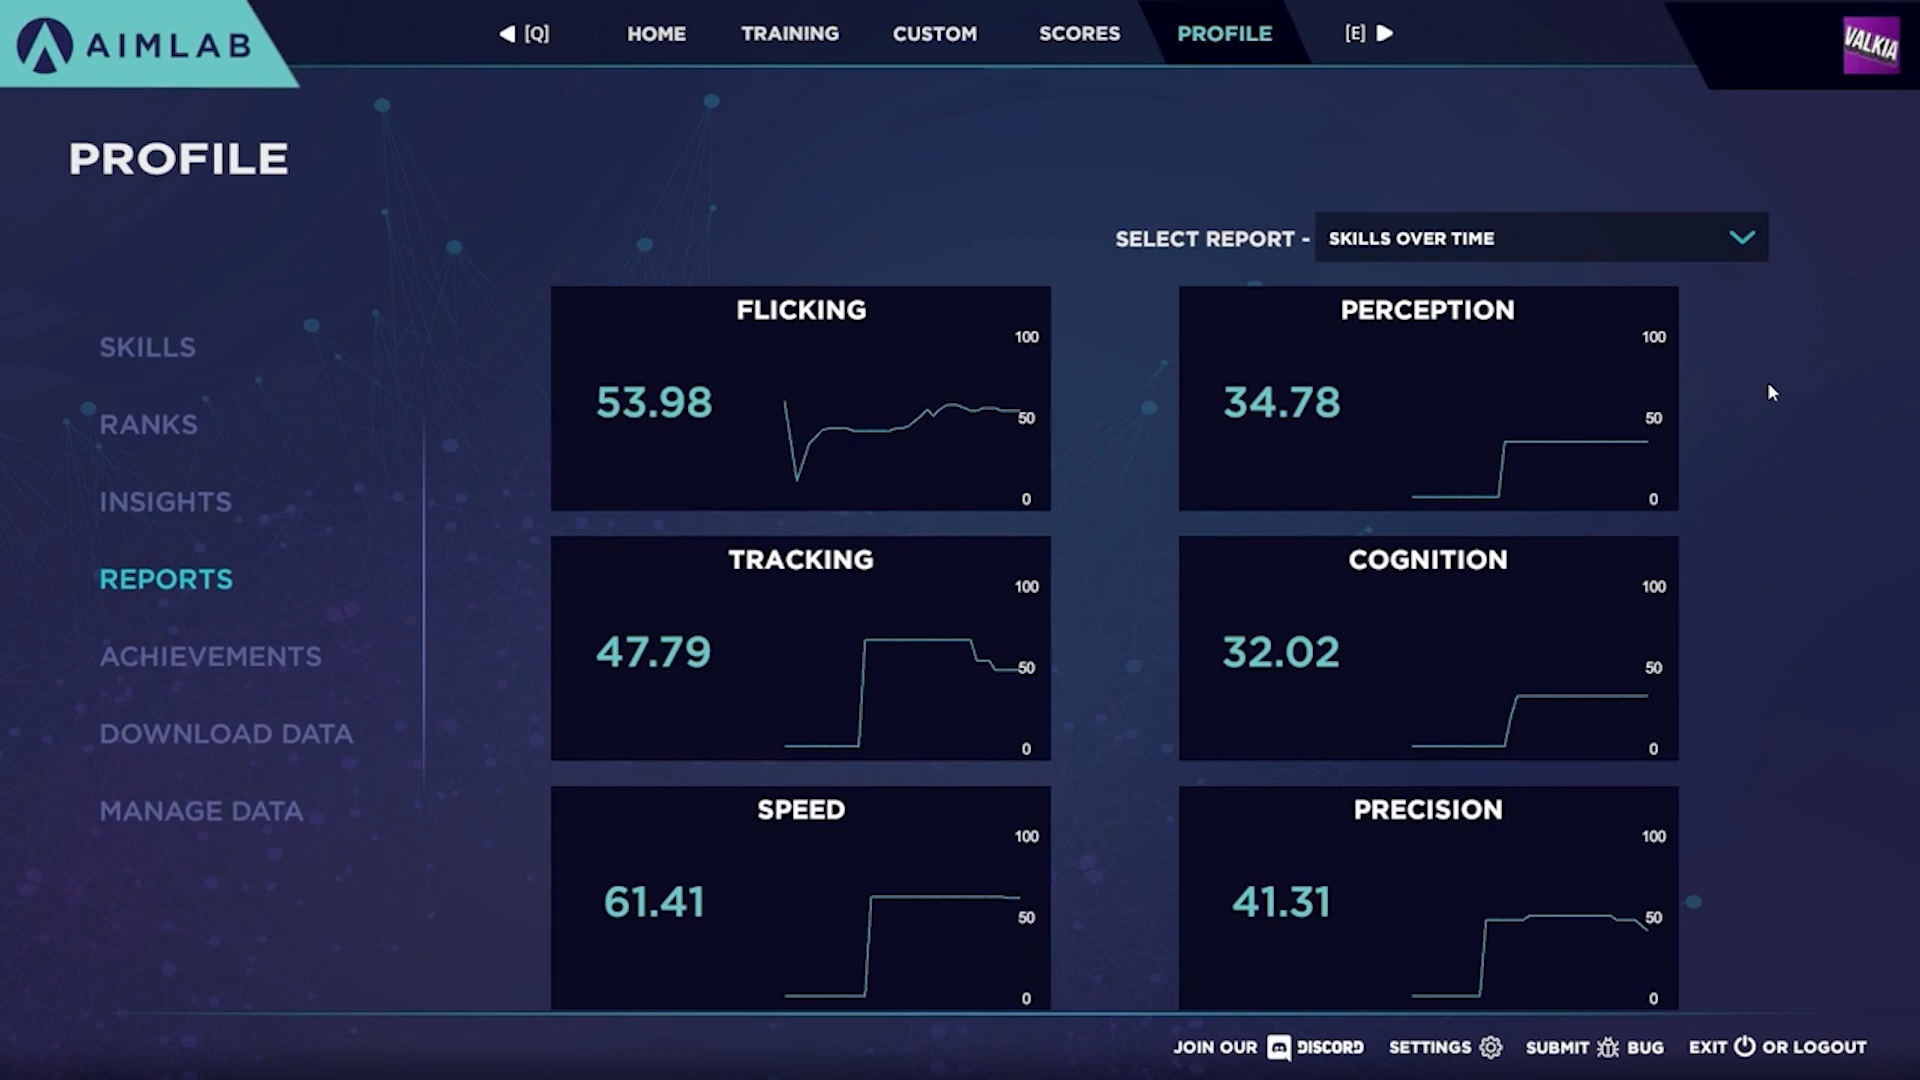 AIMLAB
[Q]
HOME
TRAINING
CUSTOM
SCORES
PROFILE
[E]
VALKIA
PROFILE
SELECT REPORT -
SKILLS OVER TIME
SKILLS
RANKS
INSIGHTS
REPORTS
ACHIEVEMENTS
DOWNLOAD DATA
MANAGE DATA
FLICKING
100
53.98
50
0
PERCEPTION
100
34.78
50
0
TRACKING
100
47.79
50
0
COGNITION
100
32.02
50
0
SPEED
100
61.41
50
0
PRECISION
100
41.31
50
0
JOIN OUR DISCORD
SETTINGS
SUBMIT BUG
EXIT OR LOGOUT